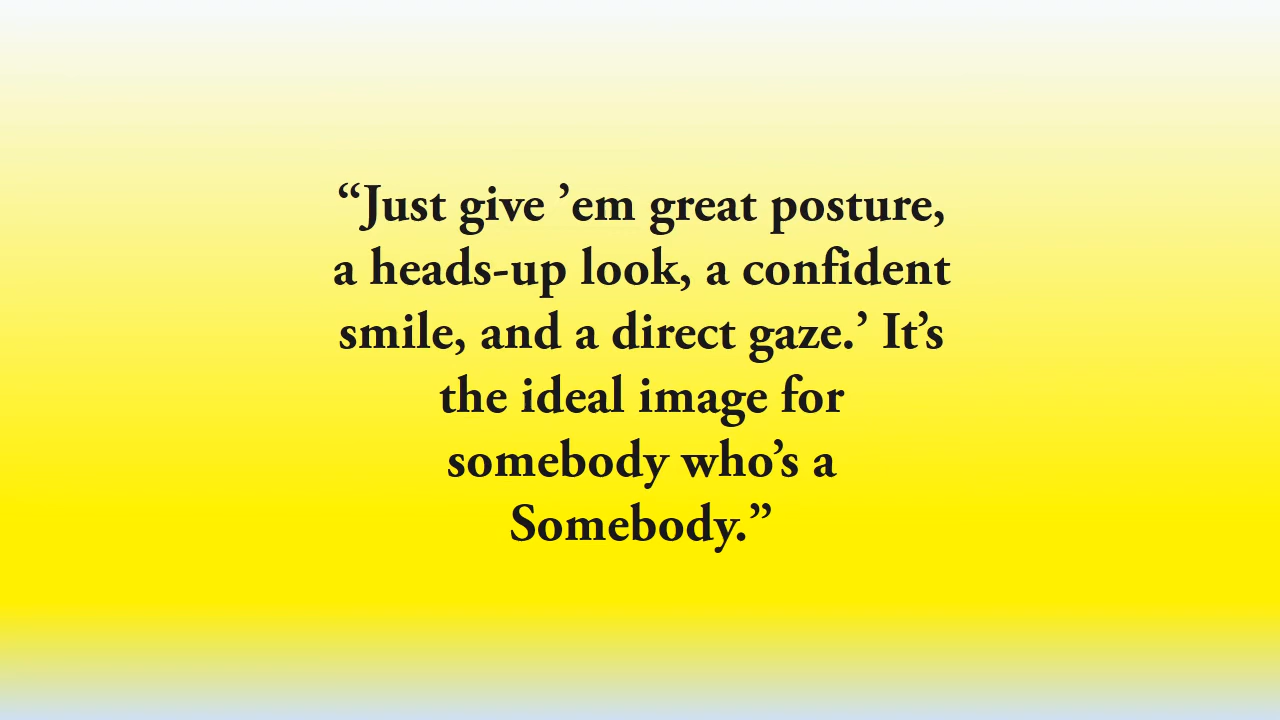 “Just give ’em great posture,
a heads-up look, a confident
smile, and a direct gaze.’ It’s
the ideal image for
somebody who’s a
Somebody.”